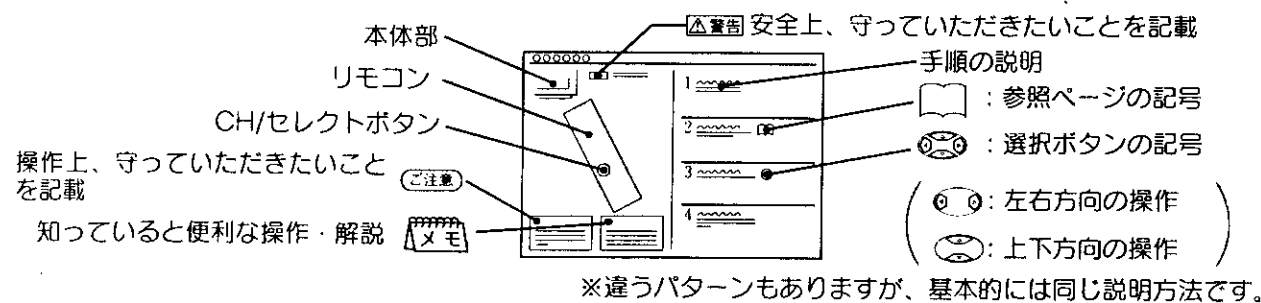 ⚠警告 安全上、守っていただきたいことを記載
本体部
リモコン
CH/セレクトボタン
操作上、守っていただきたいこと
を記載
ご注意
知っていると便利な操作・解説
メモ
1
2
3
4
手順の説明
：参照ページの記号
：選択ボタンの記号
：左右方向の操作
：上下方向の操作
※違うパターンもありますが、基本的には同じ説明方法です。